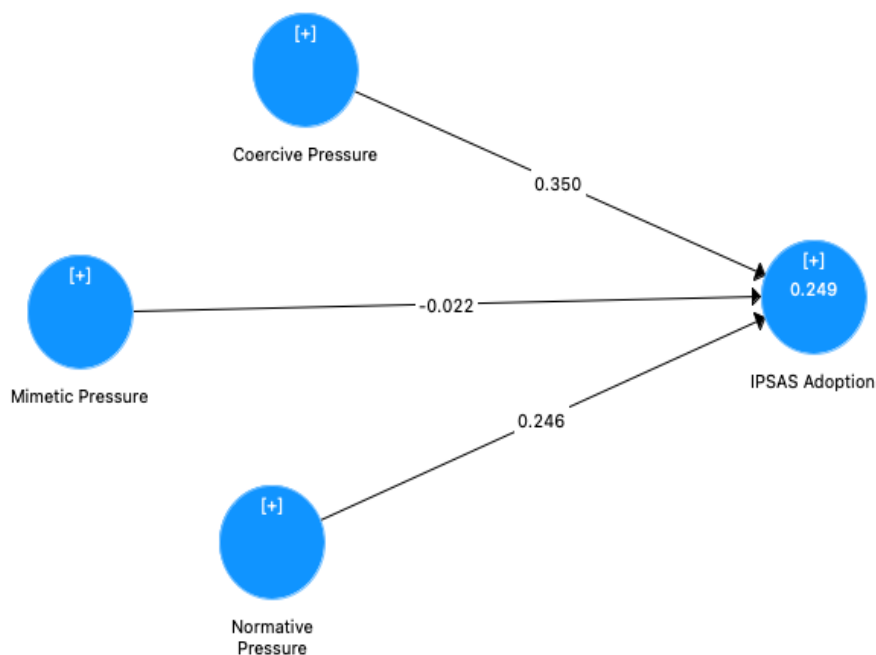 [+]
Coercive Pressure
0.350
[+]
0.249
IPSAS Adoption
[+]
Mimetic Pressure
-0.022
0.246
[+]
Normative
Pressure